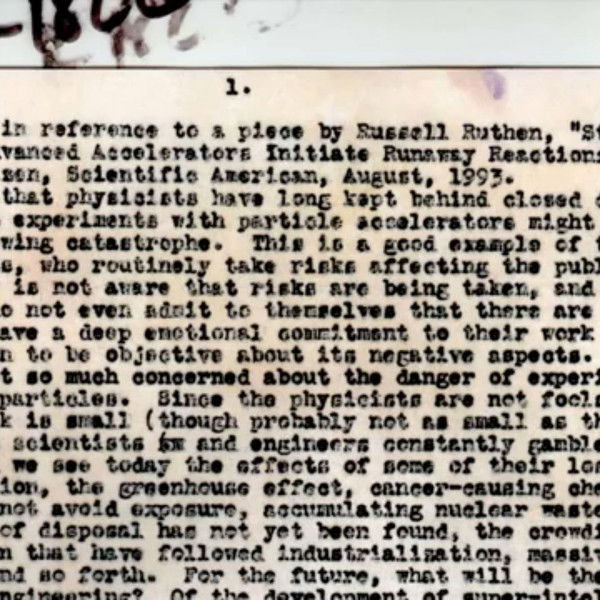 1.
in reference to a piece by Russell Ruthen, "St
vanced Accelerators Initiate Runaway Reaction
sen, Scientific American, August, 1993.
that physicists have long kept behind closed
experiments with particle accelerators might
wing catastrophe. This is a good example of t
s, who routinely take risks affecting the publ
is not aware that risks are being taken, and
o not even admit to themselves that there are
ave a deep emotional commitment to their work
n to be objective about its negative aspects.
t so much concerned about the danger of experi
particles. Since the physicists are not fools
k is small (though probably not as small as th
scientists and engineers constantly gamble
we see today the effects of some of their los
ion, the greenhouse effect, cancer-causing che
not avoid exposure, accumulating nuclear waste
of disposal has not yet been found, the crowdi
n that have followed industrialization, massiv
nd so forth. For the future, what will be the
engineering? Of the development of super-intel